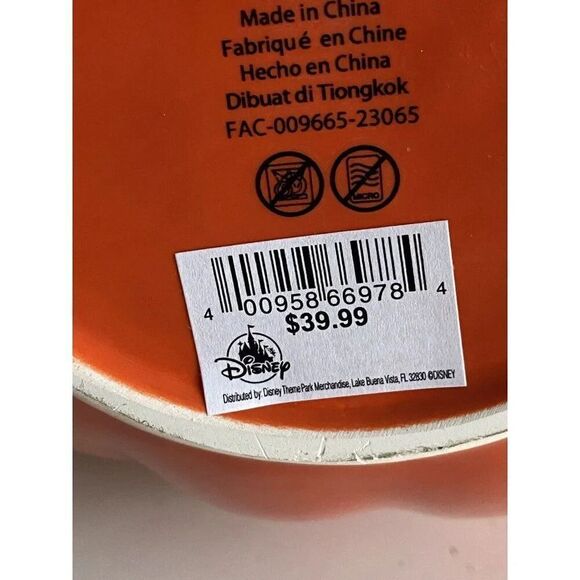 Made in China
Fabriqué en Chine
Hecho en China
Dibuat di Tiongkok
FAC-009665-23065
MICRO
4 00958 66978 4
$39.99
DISNEY
Distributed by: Disney Theme Park Merchandise, Lake Buena Vista, FL 32830 ©DISNEY